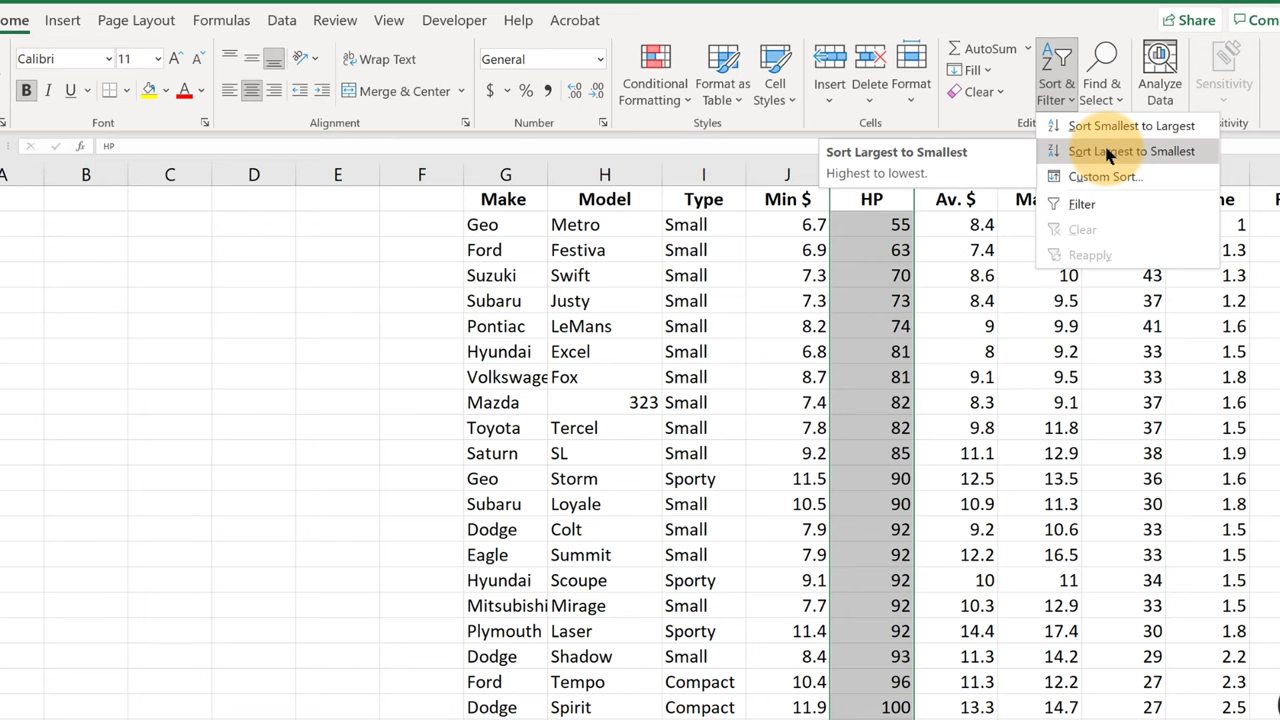 ome Insert Page Layout Formulas Data Review View Developer Help Acrobat Share Com
Calibri 11 A A Wrap Text General AutoSum
Fill
Clear
B I U A Merge & Center $ % 9 .00 .00
Conditional Formatting
Format as Table
Cell Styles
Insert Delete Format
Sort & Filter
Find & Select
Analyze Data
Sensitivity
Font Alignment Number Styles Cells Edi tivity
Sort Smallest to Largest
Sort Largest to Smallest
Custom Sort...
Filter
Clear
Reapply
Sort Largest to Smallest
Highest to lowest.
fx HP
A B C D E F G H I J
Make Model Type Min $ HP Av. $ Ma ne
Geo Metro Small 6.7 55 8.4 1
Ford Festiva Small 6.9 63 7.4 1.3
Suzuki Swift Small 7.3 70 8.6 10 43 1.3
Subaru Justy Small 7.3 73 8.4 9.5 37 1.2
Pontiac LeMans Small 8.2 74 9 9.9 41 1.6
Hyundai Excel Small 6.8 81 8 9.2 33 1.5
Volkswage Fox Small 8.7 81 9.1 9.5 33 1.8
Mazda 323 Small 7.4 82 8.3 9.1 37 1.6
Toyota Tercel Small 7.8 82 9.8 11.8 37 1.5
Saturn SL Small 9.2 85 11.1 12.9 38 1.9
Geo Storm Sporty 11.5 90 12.5 13.5 36 1.6
Subaru Loyale Small 10.5 90 10.9 11.3 30 1.8
Dodge Colt Small 7.9 92 9.2 10.6 33 1.5
Eagle Summit Small 7.9 92 12.2 16.5 33 1.5
Hyundai Scoupe Sporty 9.1 92 10 11 34 1.5
Mitsubishi Mirage Small 7.7 92 10.3 12.9 33 1.5
Plymouth Laser Sporty 11.4 92 14.4 17.4 30 1.8
Dodge Shadow Small 8.4 93 11.3 14.2 29 2.2
Ford Tempo Compact 10.4 96 11.3 12.2 27 2.3
Dodge Spirit Compact 11.9 100 13.3 14.7 27 2.5